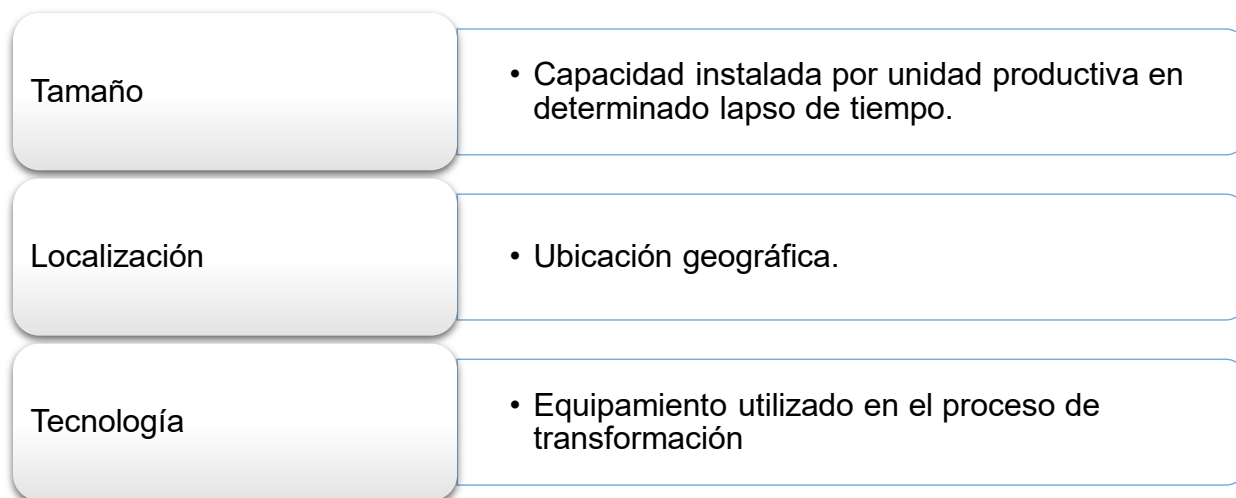 Tamaño
• Capacidad instalada por unidad productiva en
determinado lapso de tiempo.
Localización
• Ubicación geográfica.
Tecnología
• Equipamiento utilizado en el proceso de
transformación